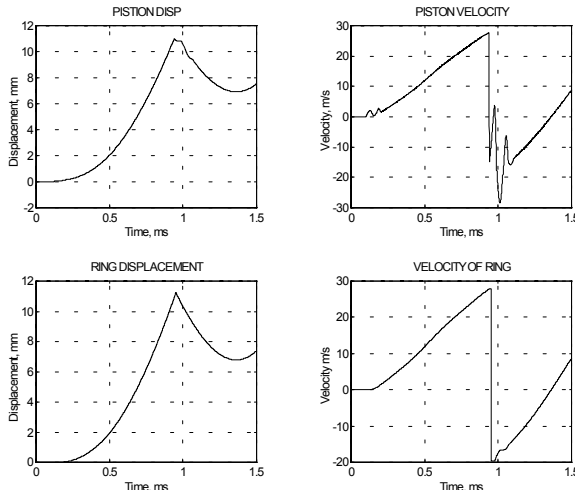 PISTION DISP
12
10
8
6
4
2
0
-2
Displacement, mm
0 0.5 1 1.5
Time, ms
PISTON VELOCITY
30
20
10
0
-10
-20
-30
Velocity, m/s
0 0.5 1 1.5
Time, ms
RING DISPLACEMENT
12
10
8
6
4
2
0
Displacement, mm
0 0.5 1 1.5
Time, ms
VELOCITY OF RING
30
20
10
0
-10
-20
Velocity m/s
0 0.5 1 1.5
Time, ms